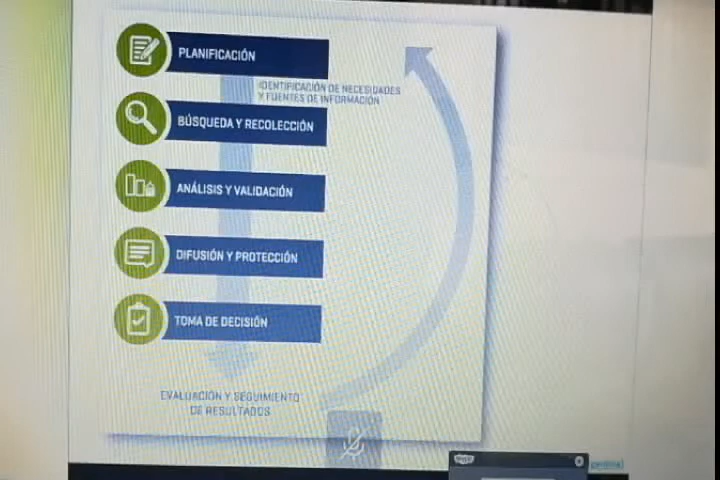 PLANIFICACIÓN
IDENTIFICACIÓN DE NECESIDADES
Y FUENTES DE INFORMACIÓN
BÚSQUEDA Y RECOLECCIÓN
ANÁLISIS Y VALIDACIÓN
DIFUSIÓN Y PROTECCIÓN
TOMA DE DECISIÓN
EVALUACIÓN Y SEGUIMIENTO
DE RESULTADOS